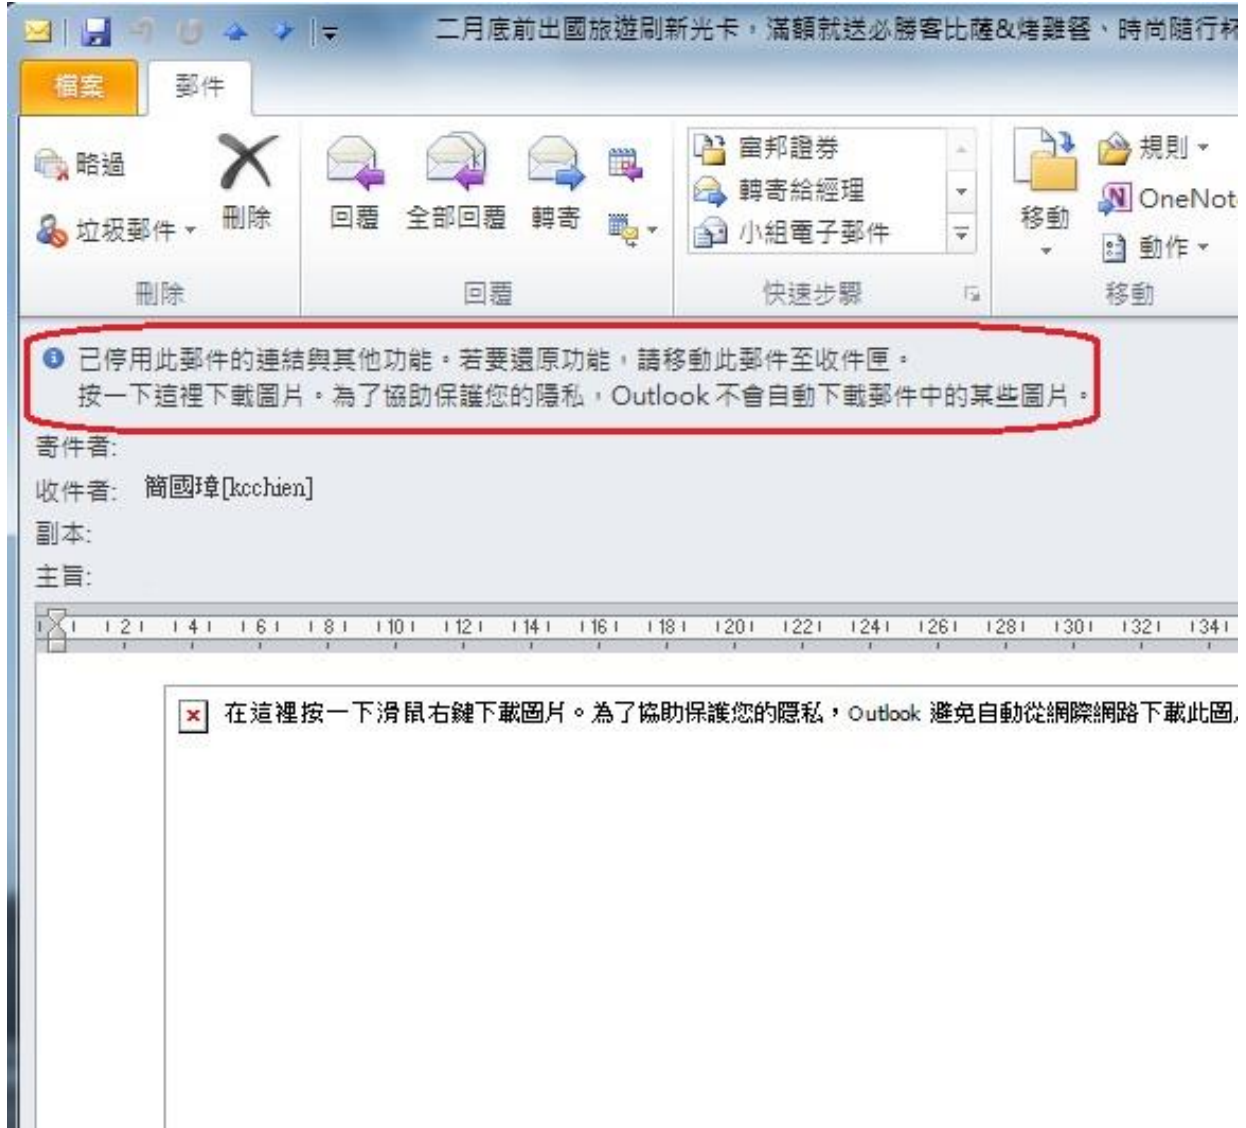 二月底前出國旅遊刷新光卡，滿額就送必勝客比薩&烤雞餐、時尚隨行杯
檔案
郵件
略過
垃圾郵件
刪除
回覆
全部回覆
轉寄
富邦證券
轉寄給經理
小組電子郵件
移動
規則
OneNot
動作
刪除
回覆
快速步驟
移動
已停用此郵件的連結與其他功能。若要還原功能，請移動此郵件至收件匣。
按一下這裡下載圖片。為了協助保護您的隱私，Outlook 不會自動下載郵件中的某些圖片。
寄件者:
收件者: 簡國璋[kcchien]
副本:
主旨:
2 4 6 8 10 12 14 16 18 20 22 24 26 28 30 32 34
在這裡按一下滑鼠右鍵下載圖片。為了協助保護您的隱私，Outlook 避免自動從網際網路下載此圖